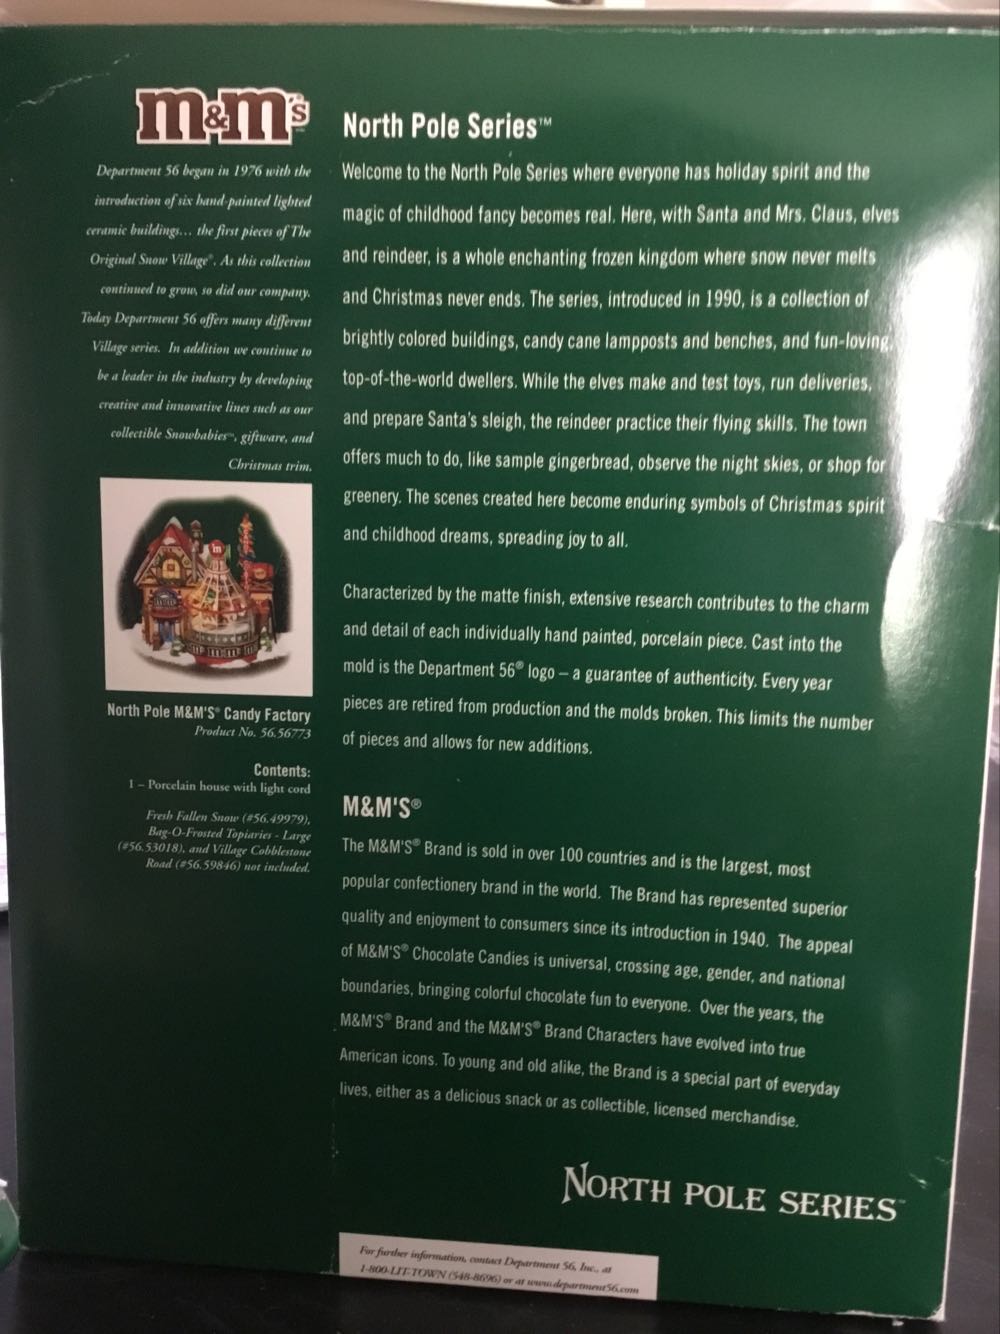 m&m's
Department 56 began in 1976 with the
introduction of six hand-painted lighted
ceramic buildings... the first pieces of The
Original Snow Village®. As this collection
continued to grow, so did our company.
Today Department 56 offers many different
Village series. In addition we continue to
be a leader in the industry by developing
creative and innovative lines such as our
collectible Snowbabies™, giftware, and
Christmas trim.
North Pole M&M'S® Candy Factory
Product No. 56.56773
Contents:
1 – Porcelain house with light cord
Fresh Fallen Snow (#56.49979),
Bag-O-Frosted Topiaries - Large
(#56.53018), and Village Cobblestone
Road (#56.59846) not included.
North Pole Series™
Welcome to the North Pole Series where everyone has holiday spirit and the
magic of childhood fancy becomes real. Here, with Santa and Mrs. Claus, elves
and reindeer, is a whole enchanting frozen kingdom where snow never melts
and Christmas never ends. The series, introduced in 1990, is a collection of
brightly colored buildings, candy cane lampposts and benches, and fun-loving,
top-of-the-world dwellers. While the elves make and test toys, run deliveries,
and prepare Santa's sleigh, the reindeer practice their flying skills. The town
offers much to do, like sample gingerbread, observe the night skies, or shop for
greenery. The scenes created here become enduring symbols of Christmas spirit
and childhood dreams, spreading joy to all.
Characterized by the matte finish, extensive research contributes to the charm
and detail of each individually hand painted, porcelain piece. Cast into the
mold is the Department 56® logo – a guarantee of authenticity. Every year
pieces are retired from production and the molds broken. This limits the number
of pieces and allows for new additions.
M&M'S®
The M&M'S® Brand is sold in over 100 countries and is the largest, most
popular confectionery brand in the world. The Brand has represented superior
quality and enjoyment to consumers since its introduction in 1940. The appeal
of M&M'S® Chocolate Candies is universal, crossing age, gender, and national
boundaries, bringing colorful chocolate fun to everyone. Over the years, the
M&M'S® Brand and the M&M'S® Brand Characters have evolved into true
American icons. To young and old alike, the Brand is a special part of everyday
lives, either as a delicious snack or as collectible, licensed merchandise.
NORTH POLE SERIES™
For further information, contact Department 56, Inc., at
1-800-LIT-TOWN (548-8696) or at www.department56.com